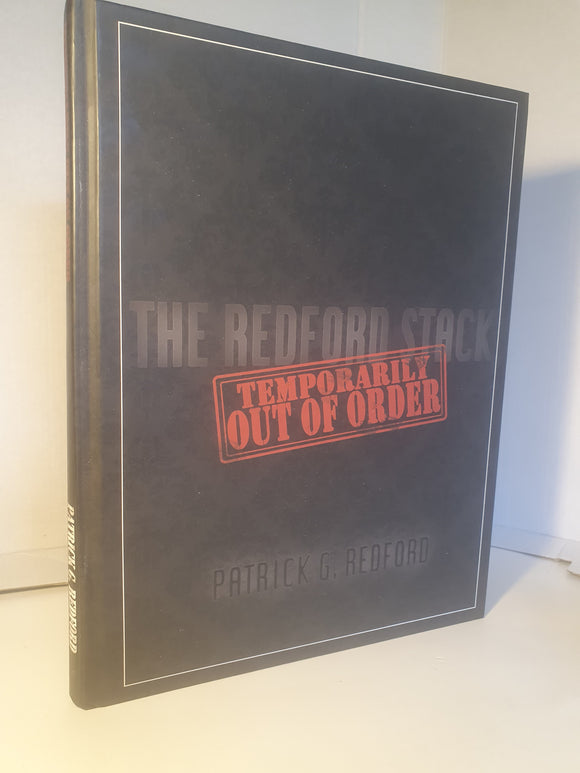 THE REDFORD STACK
TEMPORARILY
OUT OF ORDER
PATRICK G. REDFORD
PATRICK G. REDFORD